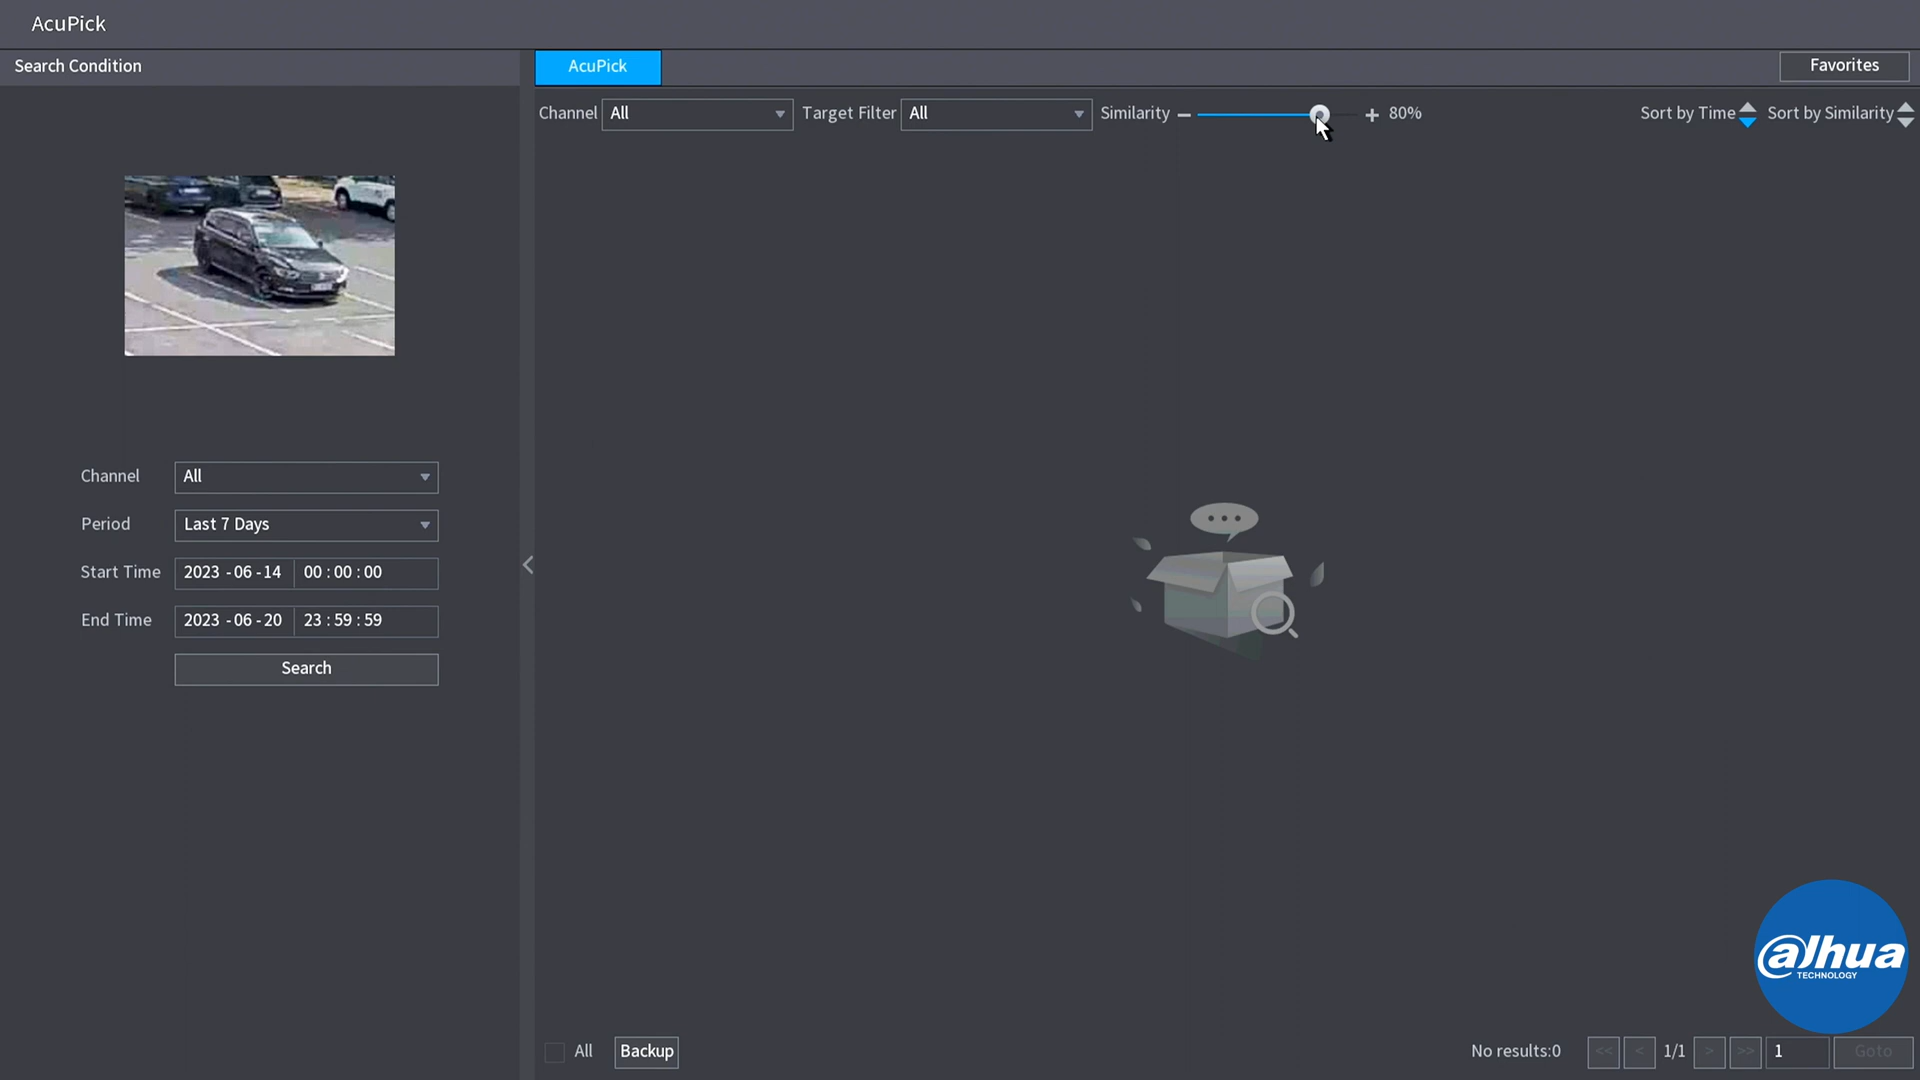 AcuPick
Search Condition
AcuPick
Favorites
Channel All Target Filter All Similarity 80% Sort by Time Sort by Similarity
Channel All
Period Last 7 Days
Start Time 2023 -06 -14 00 : 00 : 00
End Time 2023 -06 -20 23 : 59 : 59
Search
alhua
TECHNOLOGY
All Backup No results:0 << < 1/1 > >> 1 Goto